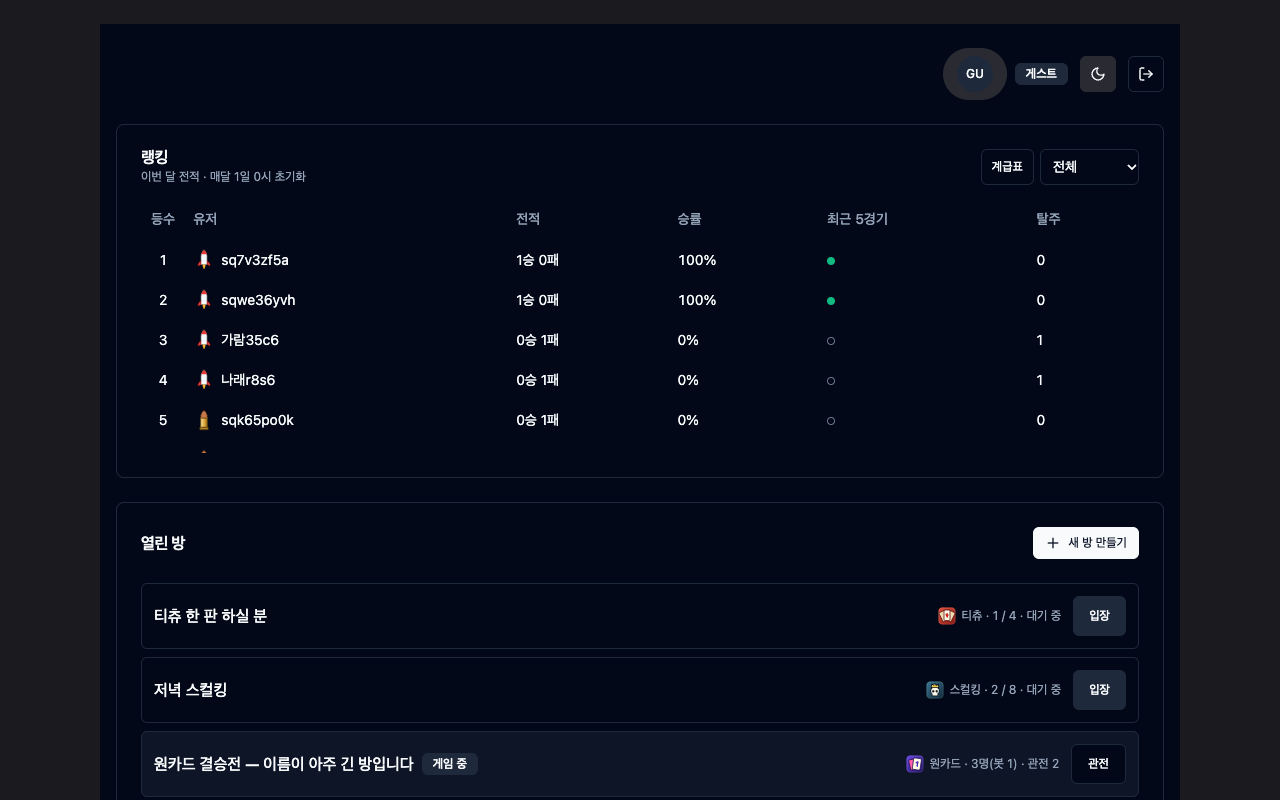 GU 게스트
랭킹
이번 달 전적 · 매달 1일 0시 초기화
계급표 전체
등수 유저 전적 승률 최근 5경기 탈주
1 sq7v3zf5a 1승 0패 100% 0
2 sqwe36yvh 1승 0패 100% 0
3 가람35c6 0승 1패 0% 1
4 나래r8s6 0승 1패 0% 1
5 sqk65po0k 0승 1패 0% 0
열린 방
새 방 만들기
티츄 한 판 하실 분 티츄 · 1 / 4 · 대기 중 입장
저녁 스컬킹 스컬킹 · 2 / 8 · 대기 중 입장
원카드 결승전 — 이름이 아주 긴 방입니다 게임 중 원카드 · 3명(봇 1) · 관전 2 관전